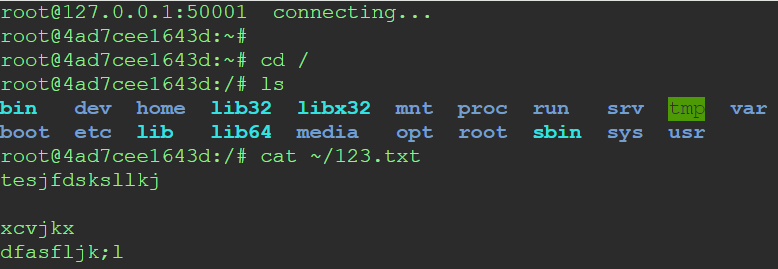 root@127.0.0.1:50001  connecting...
root@4ad7cee1643d:~#
root@4ad7cee1643d:~# cd /
root@4ad7cee1643d:/# ls
bin   dev  home  lib32  libx32  mnt  proc  run   srv  tmp  var
boot  etc  lib   lib64  media   opt  root  sbin  sys  usr
root@4ad7cee1643d:/# cat ~/123.txt
tesjfdsksllkj

xcvjkx
dfasfljk;l